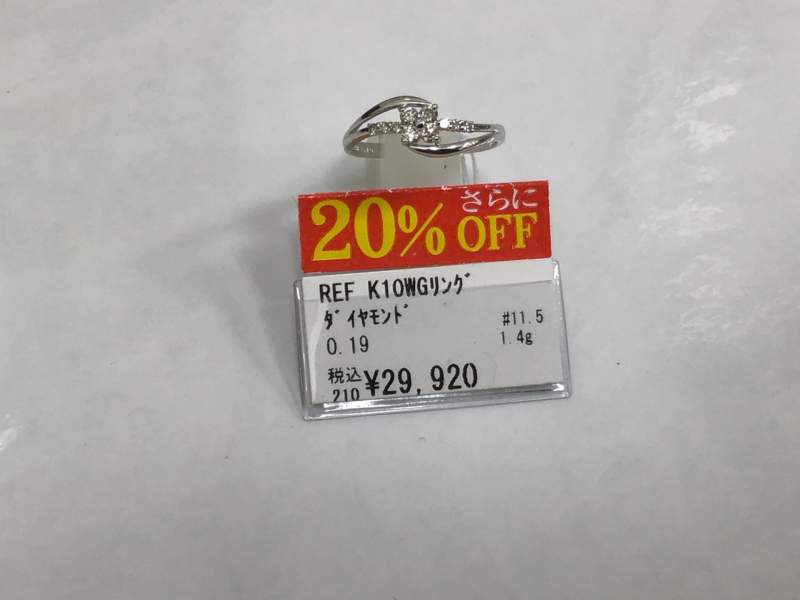 20% さらに OFF
REF K10WGﾘﾝｸﾞ
ﾀﾞｲﾔﾓﾝﾄﾞ #11.5
0.19 1.4g
税込 ¥29,920
210